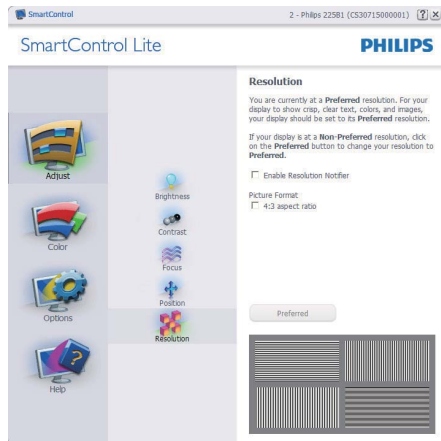 SmartControl
2 - Philips 225B1 (CS30715000001)
SmartControl Lite
PHILIPS
Adjust
Color
Options
Help
Brightness
Contrast
Focus
Position
Resolution
Resolution
You are currently at a Preferred resolution. For your
display to show crisp, clear text, colors, and images,
your display should be set to its Preferred resolution.
If your display is at a Non-Preferred resolution, click
on the Preferred button to change your resolution to
Preferred.
Enable Resolution Notifier
Picture Format
4:3 aspect ratio
Preferred